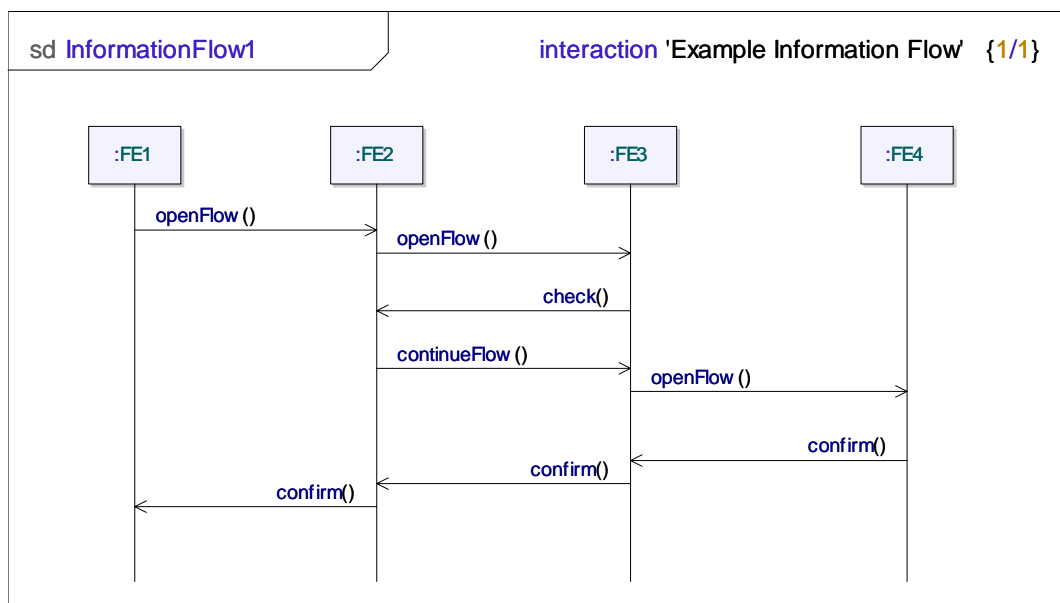 sd InformationFlow1
interaction 'Example Information Flow' {1/1}
:FE1
:FE2
:FE3
:FE4
openFlow ()
openFlow ()
check()
continueFlow ()
openFlow ()
confirm()
confirm()
confirm()